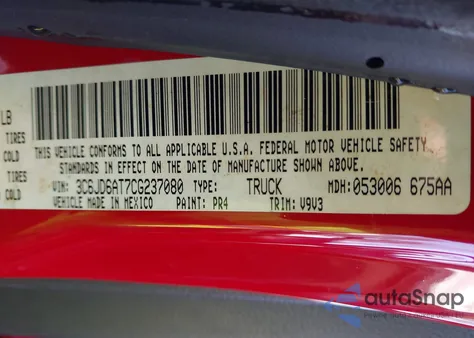 LB
TIRES
COLD
TIRES
COLD
THIS VEHICLE CONFORMS TO ALL APPLICABLE U.S.A. FEDERAL MOTOR VEHICLE SAFETY
STANDARDS IN EFFECT ON THE DATE OF MANUFACTURE SHOWN ABOVE.
VIN: 3C6JD6AT7CG237080 TYPE: TRUCK MDH: 053006 675AA
VEHICLE MADE IN MEXICO PAINT: PR4 TRIM: V9V3
autoSnap